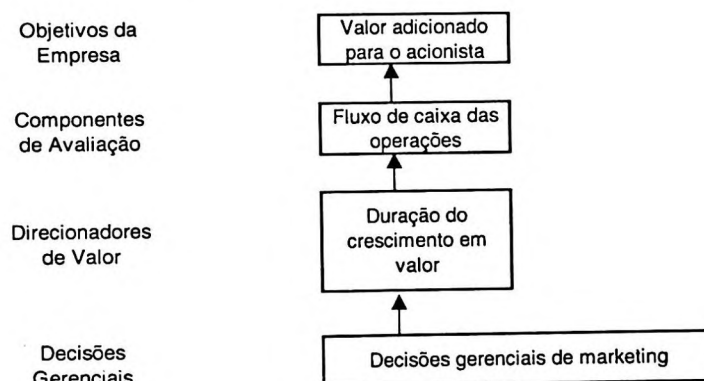 Objetivos da
Empresa
Valor adicionado
para o acionista
Componentes
de Avaliação
Fluxo de caixa das
operações
Direcionadores
de Valor
Duração do
crescimento em
valor
Decisões
Gerenciais
Decisões gerenciais de marketing